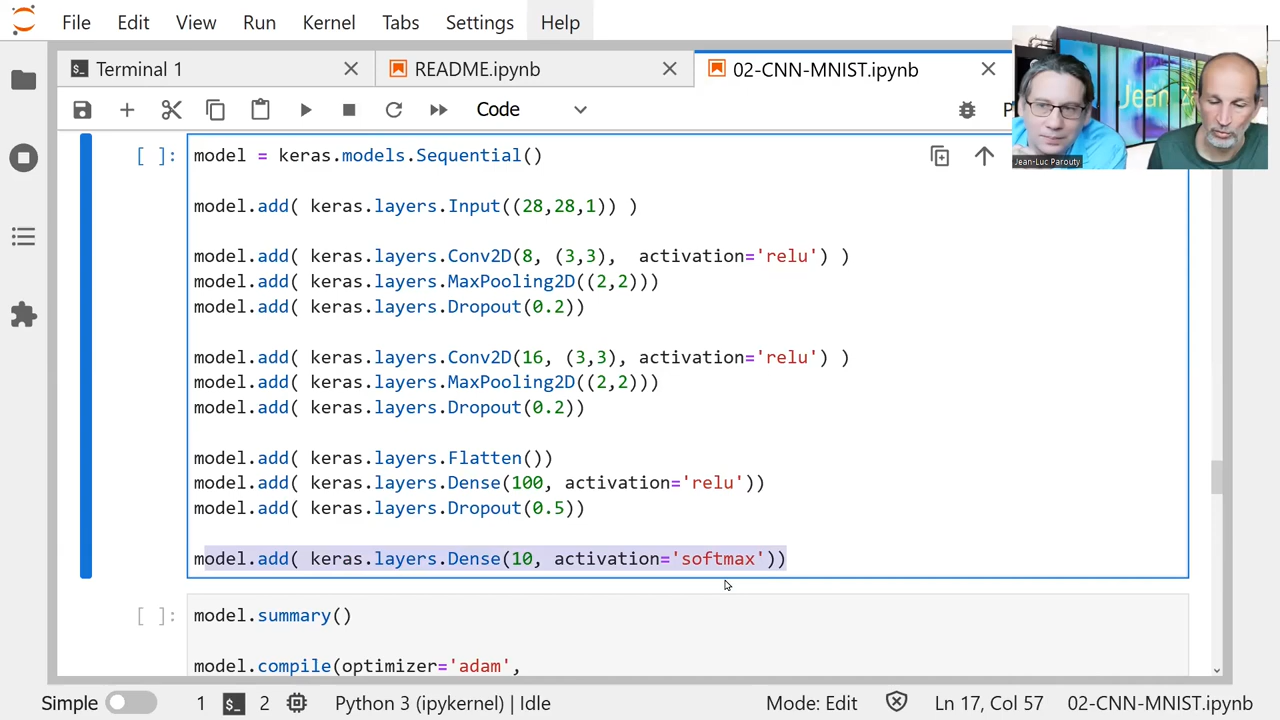 File Edit View Run Kernel Tabs Settings Help
Terminal 1 README.ipynb 02-CNN-MNIST.ipynb
Code
Jean Z
Jean-Luc Parouty
[ ]: model = keras.models.Sequential()
model.add( keras.layers.Input((28,28,1)) )
model.add( keras.layers.Conv2D(8, (3,3),  activation='relu') )
model.add( keras.layers.MaxPooling2D((2,2)))
model.add( keras.layers.Dropout(0.2))
model.add( keras.layers.Conv2D(16, (3,3), activation='relu') )
model.add( keras.layers.MaxPooling2D((2,2)))
model.add( keras.layers.Dropout(0.2))
model.add( keras.layers.Flatten())
model.add( keras.layers.Dense(100, activation='relu'))
model.add( keras.layers.Dropout(0.5))
model.add( keras.layers.Dense(10, activation='softmax'))
[ ]: model.summary()
model.compile(optimizer='adam',
Simple 1 2 Python 3 (ipykernel) | Idle Mode: Edit Ln 17, Col 57 02-CNN-MNIST.ipynb